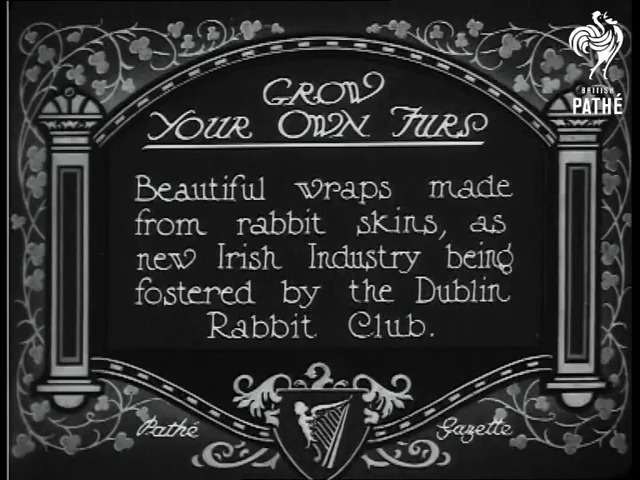 BRITISH
PATHÉ
GROW
YOUR OWN FURS
Beautiful wraps made
from rabbit skins, as
new Irish Industry being
fostered by the Dublin
Rabbit Club.
Pathé Gazette